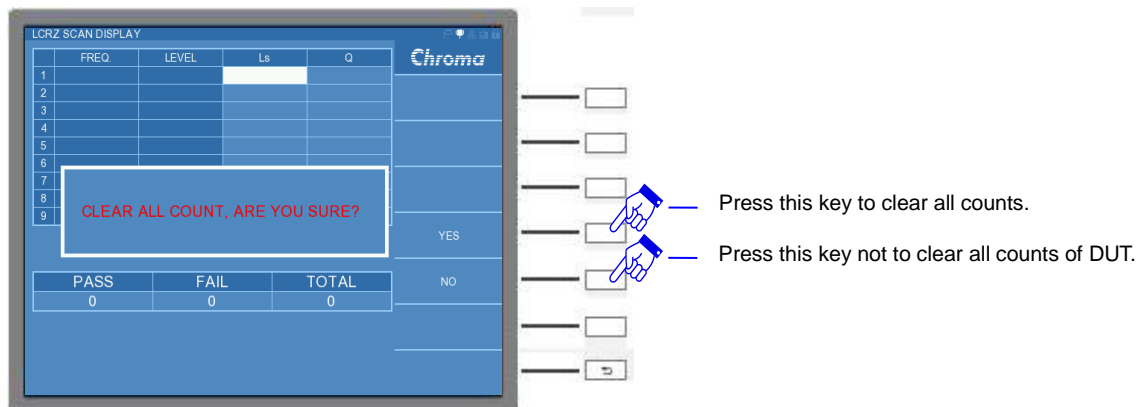 LCRZ SCAN DISPLAY
Chroma
FREQ. LEVEL Ls Q
1
2
3
4
5
6
7
8
9
CLEAR ALL COUNT, ARE YOU SURE?
YES
NO
PASS FAIL TOTAL
0 0 0
Press this key to clear all counts.
Press this key not to clear all counts of DUT.